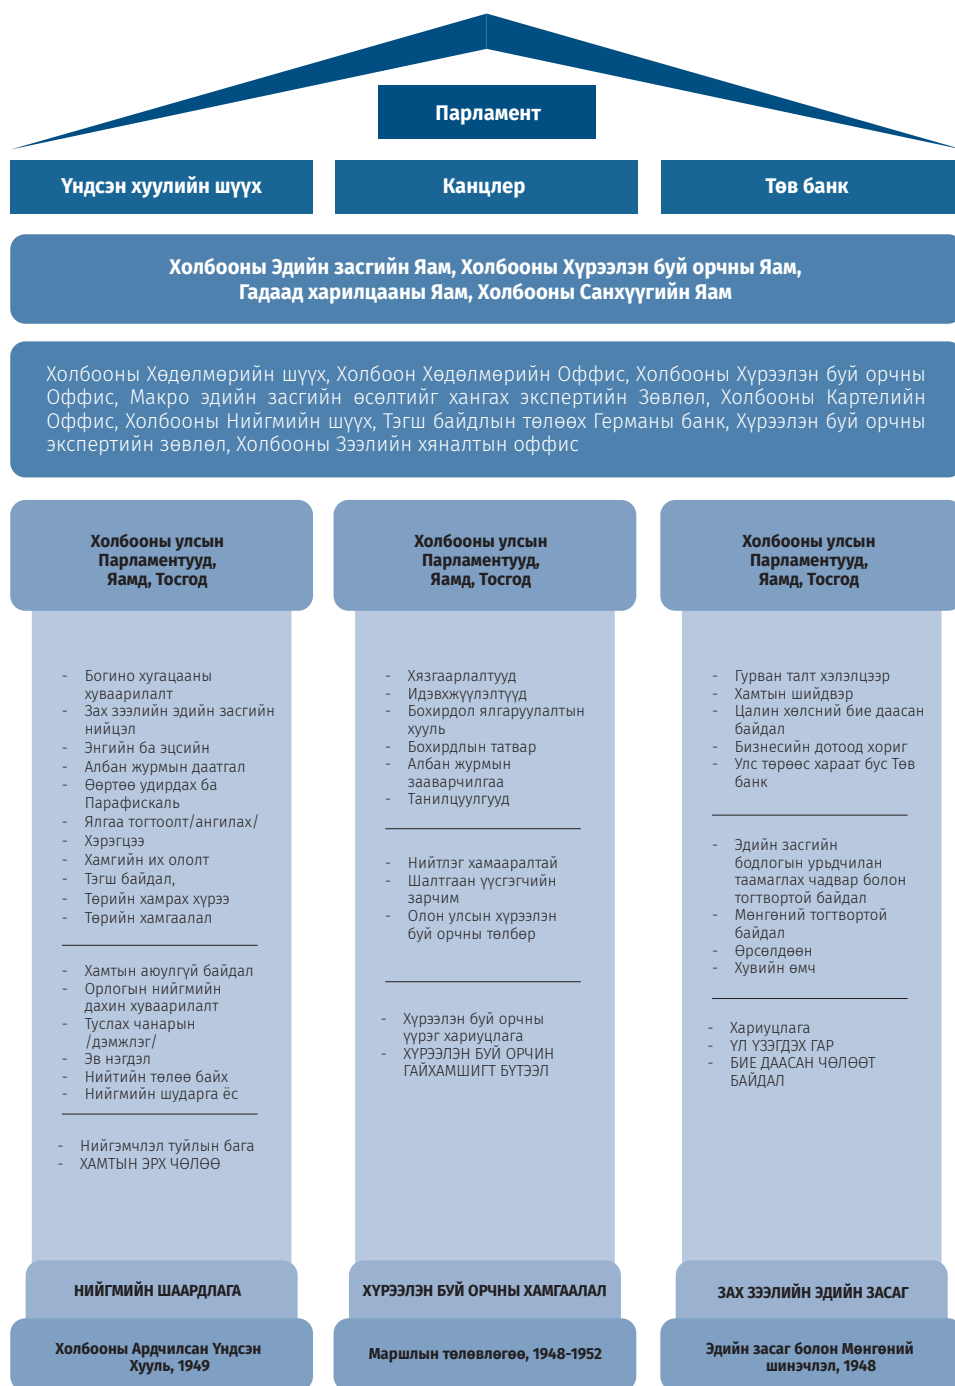 Парламент
Үндсэн хуулийн шүүх
Канцлер
Төв банк
Холбооны Эдийн засгийн Яам, Холбооны Хүрээлэн буй орчны Яам,
Гадаад харилцааны Яам, Холбооны Санхүүгийн Яам
Холбооны Хөдөлмөрийн шүүх, Холбоон Хөдөлмөрийн Оффис, Холбооны Хүрээлэн буй орчны
Оффис, Макро эдийн засгийн өсөлтийг хангах экспертийн Зөвлөл, Холбооны Картелийн
Оффис, Холбооны Нийгмийн шүүх, Тэгш байдлын төлөөх Германы банк, Хүрээлэн буй орчны
экспертийн зөвлөл, Холбооны Зээлийн хяналтын оффис
Холбооны улсын
Парламентууд,
Яамд, Тосгод
- Богино хугацааны
хуваарилалт
- Зах зээлийн эдийн засгийн
нийцэл
- Энгийн ба эцсийн
- Албан журмын даатгал
- Өөртөө удирдах ба
Парафискаль
- Ялгаа тогтоолт/ангилах/
- Хэрэгцээ
- Хамгийн их ололт
- Тэгш байдал,
- Төрийн хамрах хүрээ
- Төрийн хамгаалал
- Хамтын аюулгүй байдал
- Орлогын нийгмийн
дахин хуваарилалт
- Туслах чанарын
/дэмжлэг/
- Эв нэгдэл
- Нийтийн төлөө байх
- Нийгмийн шударга ёс
- Нийгэмчлэл туйлын бага
- ХАМТЫН ЭРХ ЧӨЛӨӨ
НИЙГМИЙН ШААРДЛАГА
Холбооны Ардчилсан Үндсэн
Хууль, 1949
Холбооны улсын
Парламентууд,
Яамд, Тосгод
- Хязгаарлалтууд
- Идэвхжүүлэлтүүд
- Бохирдол ялгаруулалтын
хууль
- Бохирдлын татвар
- Албан журмын
зааварчилгаа
- Танилцуулгууд
- Нийтлэг хамааралтай
- Шалтгаан үүсгэгчийн
зарчим
- Олон улсын хүрээлэн
буй орчны төлбөр
- Хүрээлэн буй орчны
үүрэг хариуцлага
- ХҮРЭЭЛЭН БУЙ ОРЧИН
ГАЙХАМШИГТ БҮТЭЭЛ
ХҮРЭЭЛЭН БУЙ ОРЧНЫ ХАМГААЛАЛ
Маршлын төлөвлөгөө, 1948-1952
Холбооны улсын
Парламентууд,
Яамд, Тосгод
- Гурван талт хэлэлцээр
- Хамтын шийдвэр
- Цалин хөлсний бие даасан
байдал
- Бизнесийн дотоод хориг
- Улс төрөөс хараат бус Төв
банк
- Эдийн засгийн
бодлогын урьдчилан
таамаглах чадвар болон
тогтвортой байдал
- Мөнгөний тогтвортой
байдал
- Өрсөлдөөн
- Хувийн өмч
- Хариуцлага
- ҮЛ ҮЗЭГДЭХ ГАР
- БИЕ ДААСАН ЧӨЛӨӨТ
БАЙДАЛ
ЗАХ ЗЭЭЛИЙН ЭДИЙН ЗАСАГ
Эдийн засаг болон Мөнгөний
шинэчлэл, 1948